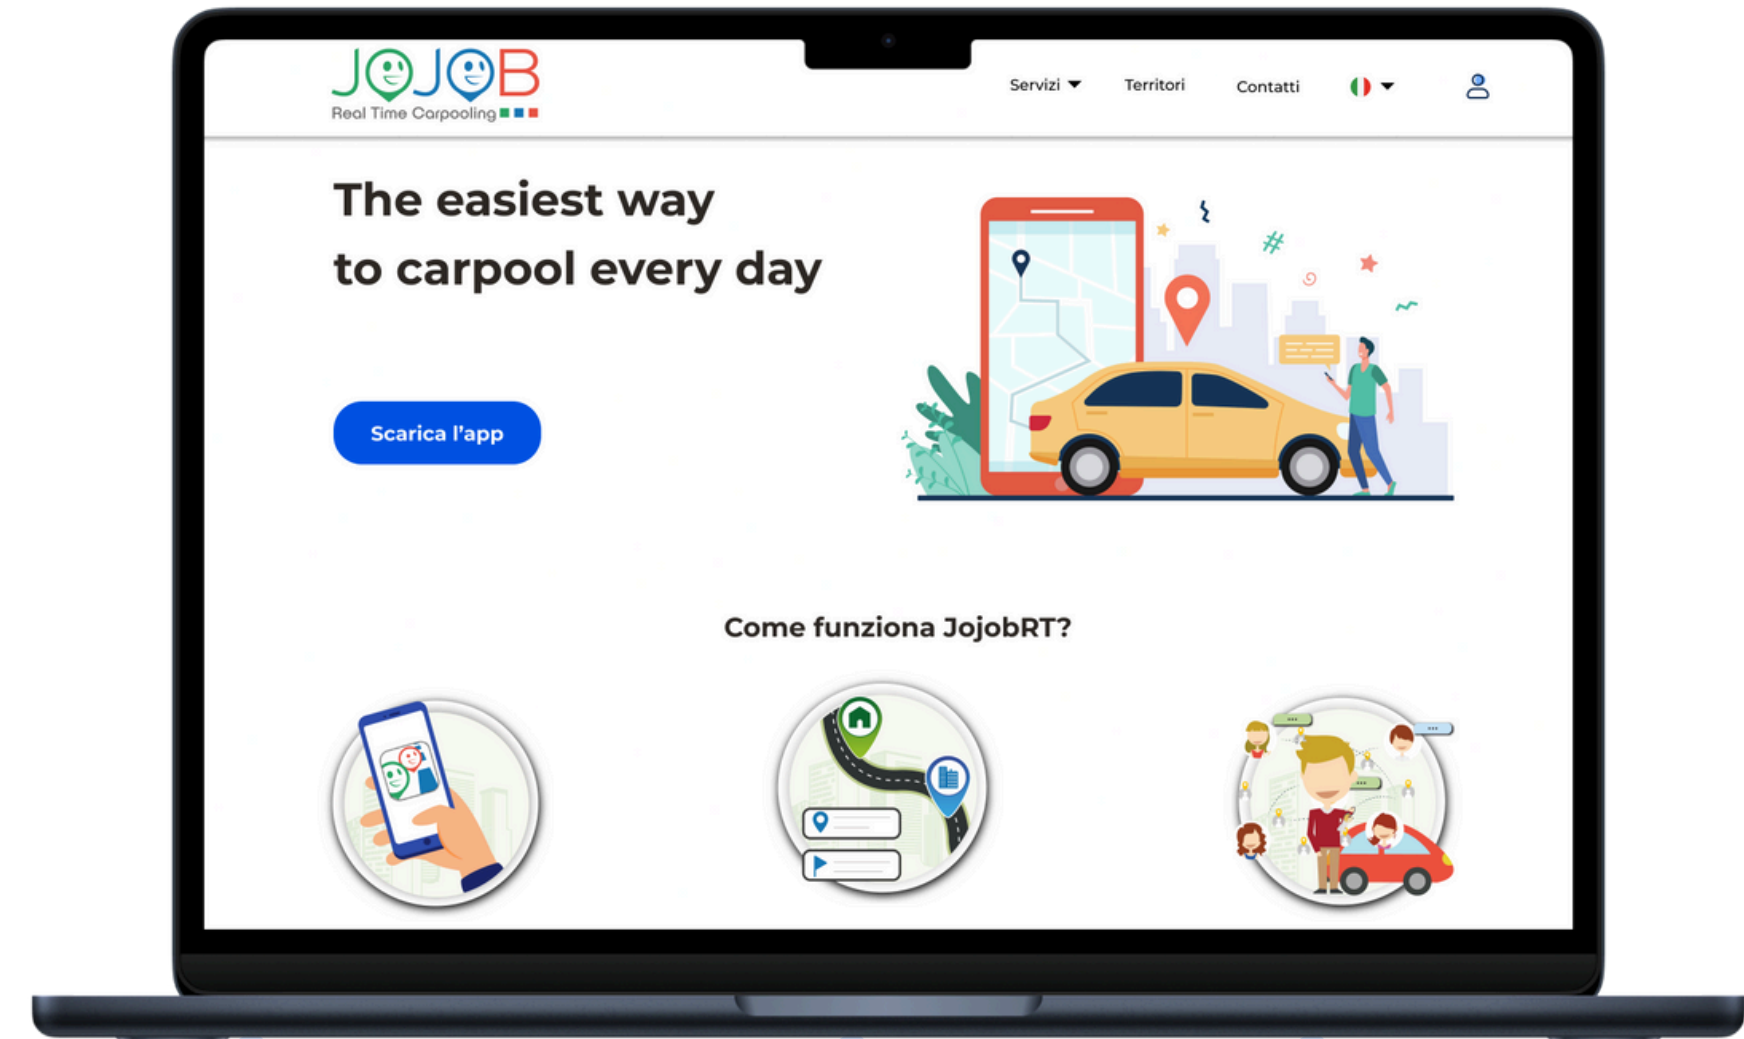 JOJOB
Real Time Carpooling
Servizi
Territori
Contatti
The easiest way
to carpool every day
Scarica l’app
Come funziona JojobRT?